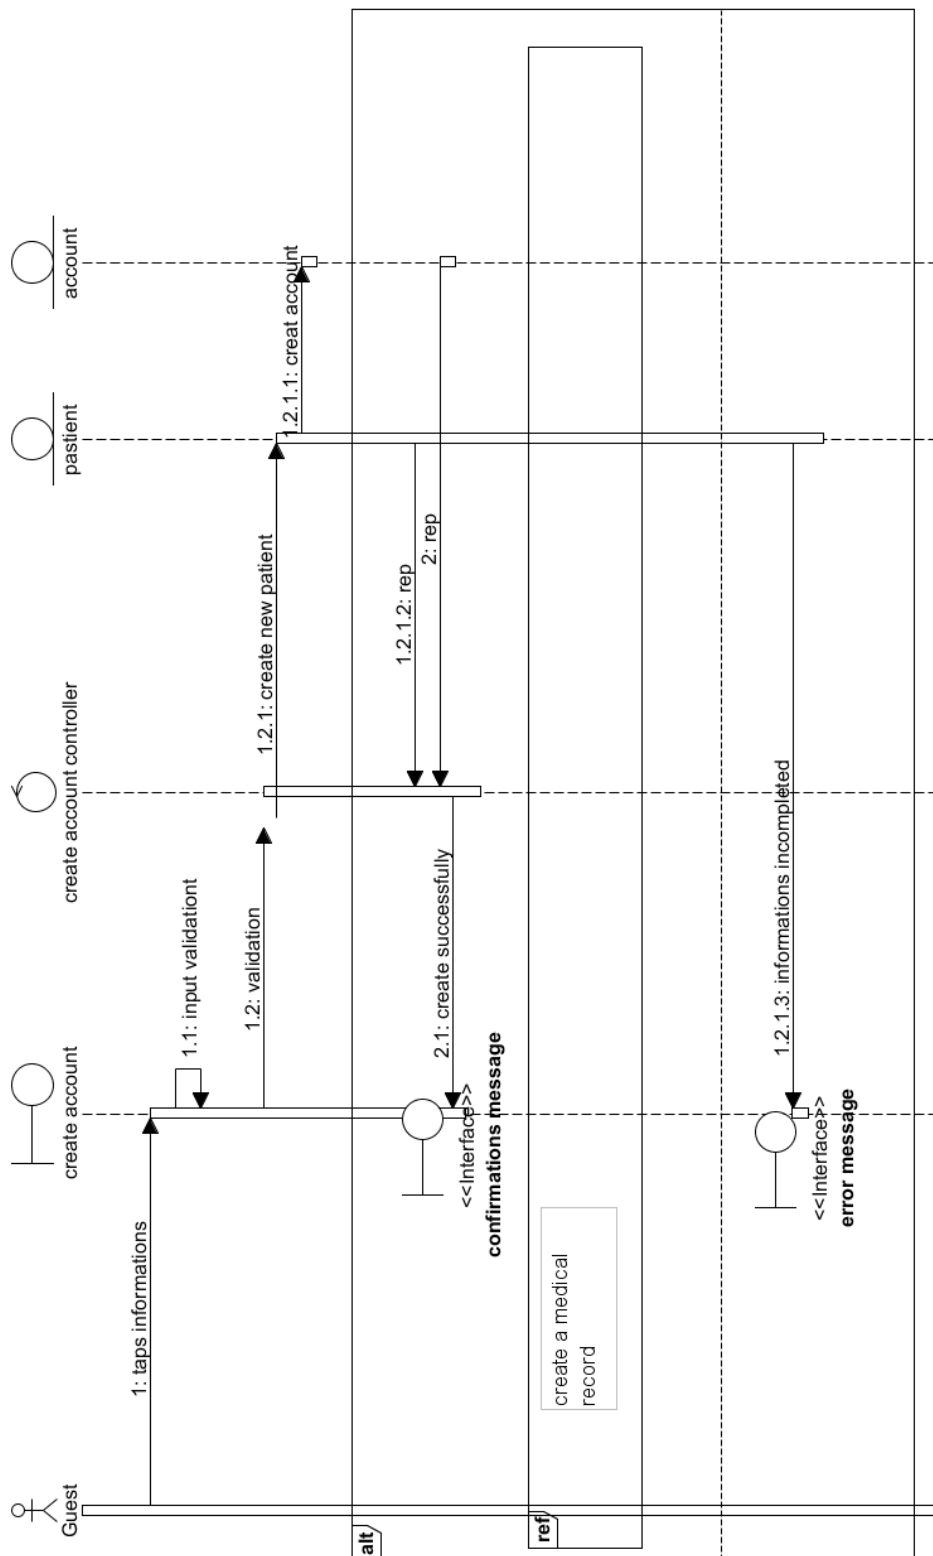 Guest
create account
create account controller
pastient
account
1: taps informations
1.1: input validationt
1.2: validation
1.2.1: create new patient
1.2.1.1: creat account
alt
1.2.1.2: rep
2: rep
2.1: create successfully
<<Interface>>
confirmations message
ref
create a medical
record
1.2.1.3: informations incompleted
<<Interface>>
error message